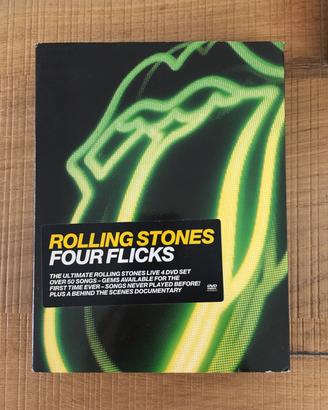 ROLLING STONES
FOUR FLICKS
THE ULTIMATE ROLLING STONES LIVE 4 DVD SET
OVER 50 SONGS – GEMS AVAILABLE FOR THE
FIRST TIME EVER – SONGS NEVER PLAYED BEFORE!
PLUS A BEHIND THE SCENES DOCUMENTARY
DVD